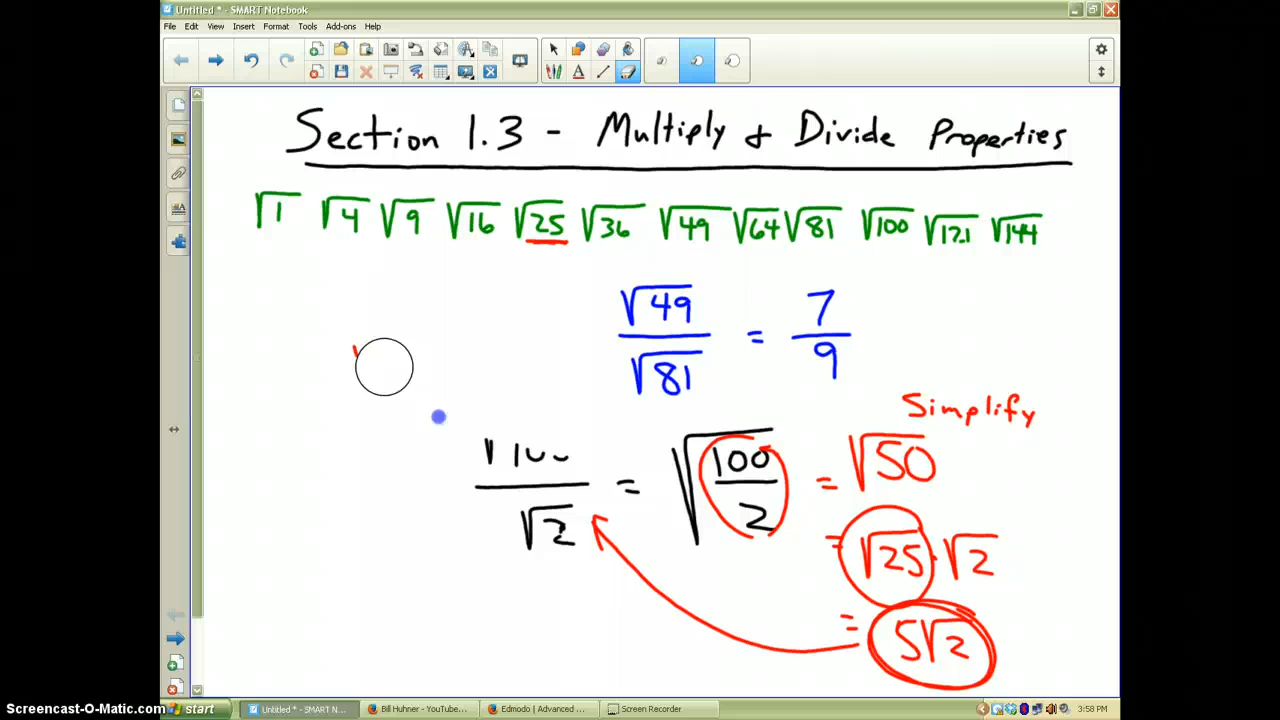 Untitled * - SMART Notebook
File Edit View Insert Format Tools Add-ons Help
Section 1.3 - Multiply & Divide Properties
√1 √4 √9 √16 √25 √36 √49 √64 √81 √100 √121 √144
√49 / √81 = 7 / 9
Simplify
√100 / √2 = √(100 / 2) = √50
= √25 · √2
= 5√2
Screencast-O-Matic.com
start Untitled * - SMART N... Bill Huhner - YouTube... Edmodo | Advanced ... Screen Recorder 3:58 PM